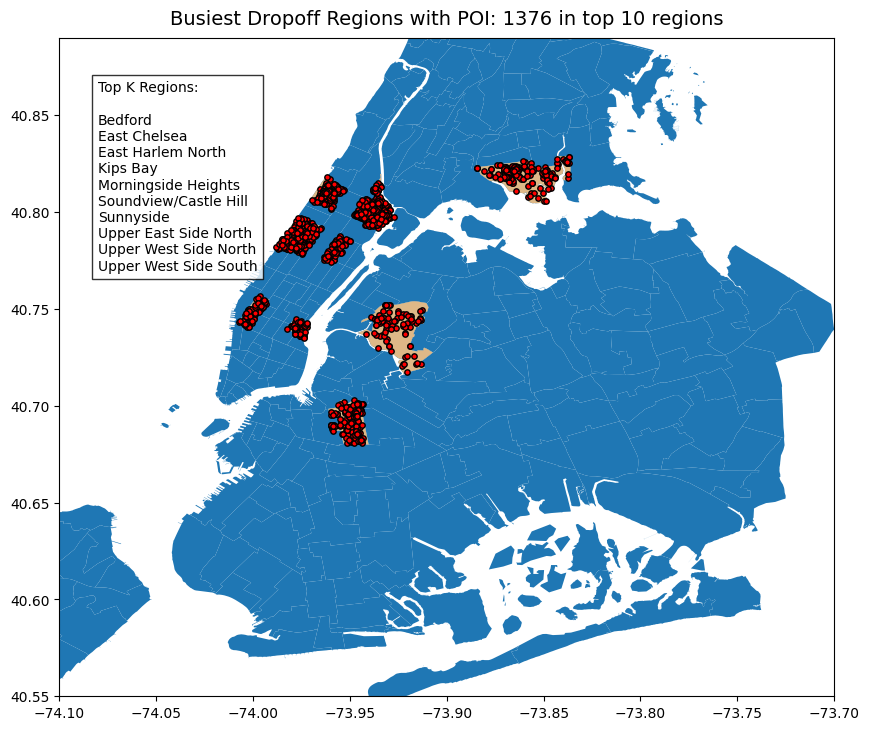 Busiest Dropoff Regions with POI: 1376 in top 10 regions
Top K Regions:
Bedford
East Chelsea
East Harlem North
Kips Bay
Morningside Heights
Soundview/Castle Hill
Sunnyside
Upper East Side North
Upper West Side North
Upper West Side South
40.85
40.80
40.75
40.70
40.65
40.60
40.55
−74.10 −74.05 −74.00 −73.95 −73.90 −73.85 −73.80 −73.75 −73.70